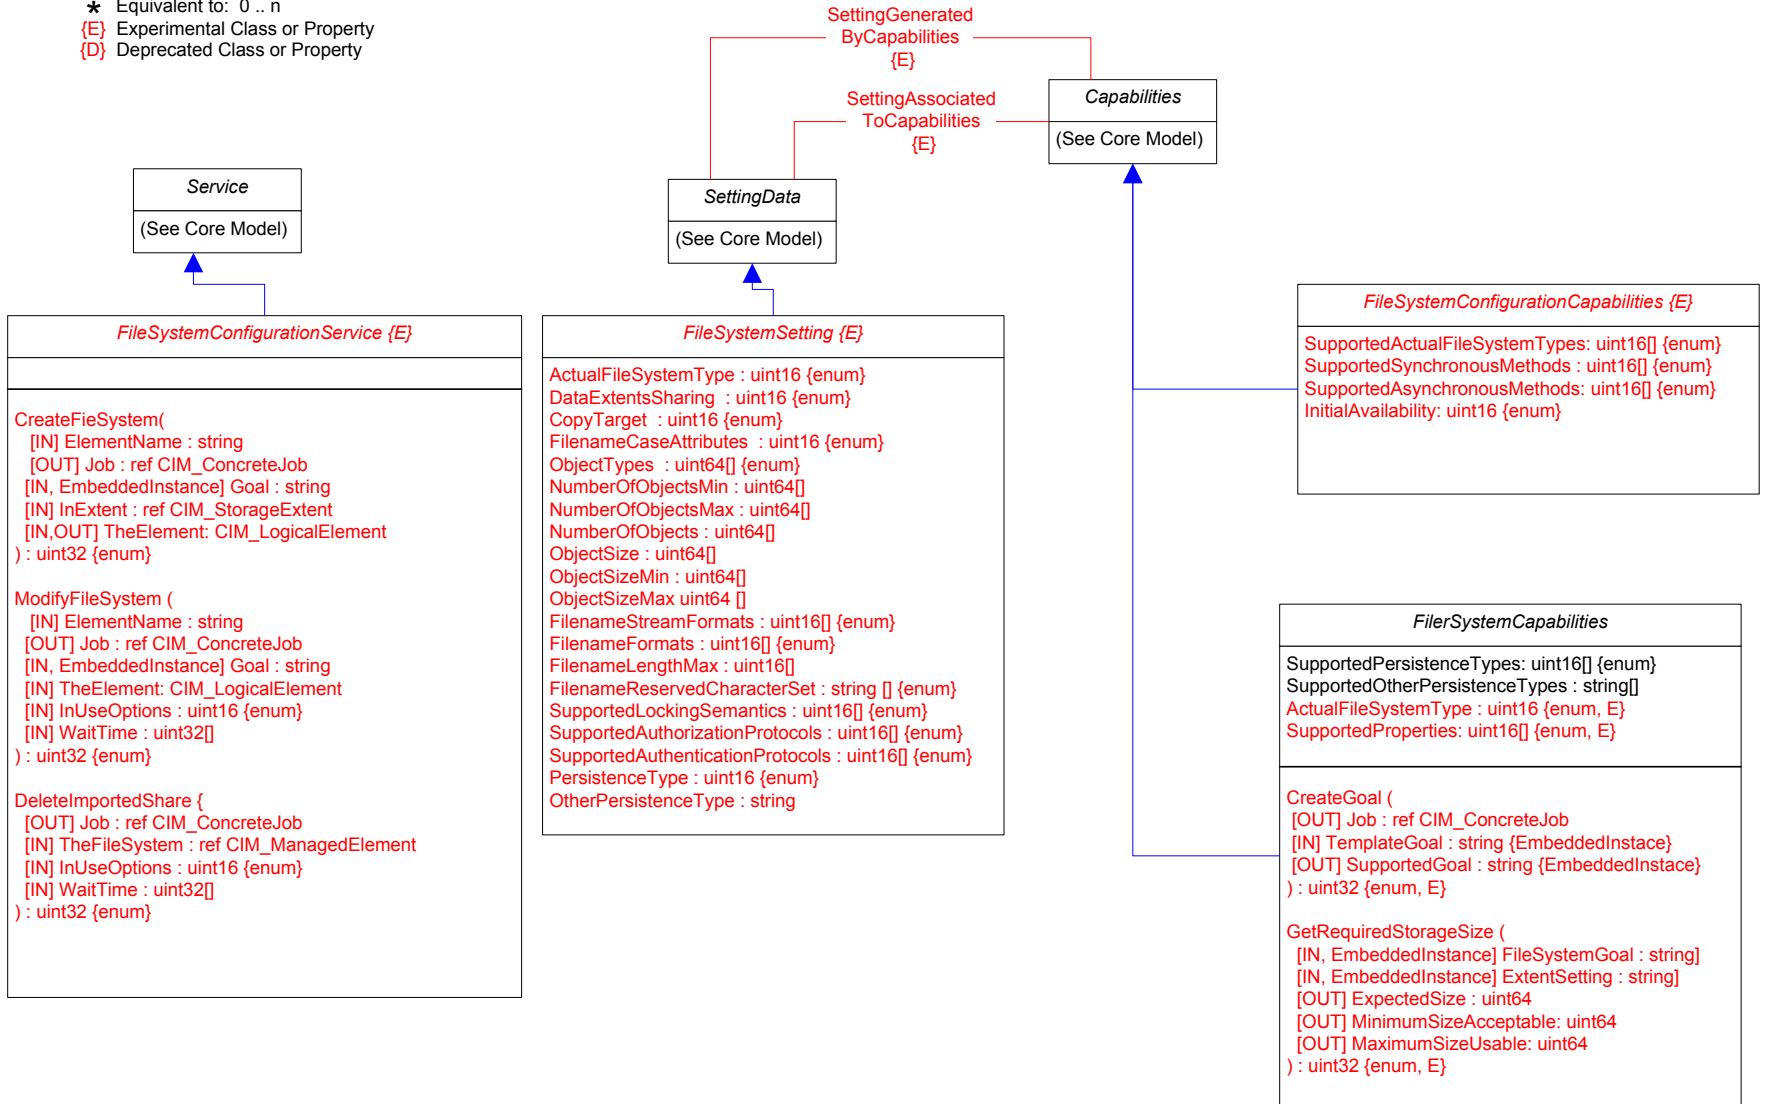 * Equivalent to: 0 .. n
{E} Experimental Class or Property
{D} Deprecated Class or Property
SettingGenerated
ByCapabilities
{E}
SettingAssociated
ToCapabilities
{E}
Capabilities
(See Core Model)
Service
(See Core Model)
SettingData
(See Core Model)
FileSystemConfigurationService {E}
CreateFieSystem(
[IN] ElementName : string
[OUT] Job : ref CIM_ConcreteJob
[IN, EmbeddedInstance] Goal : string
[IN] InExtent : ref CIM_StorageExtent
[IN,OUT] TheElement: CIM_LogicalElement
) : uint32 {enum}
ModifyFileSystem (
[IN] ElementName : string
[OUT] Job : ref CIM_ConcreteJob
[IN, EmbeddedInstance] Goal : string
[IN] TheElement: CIM_LogicalElement
[IN] InUseOptions : uint16 {enum}
[IN] WaitTime : uint32[]
) : uint32 {enum}
DeleteImportedShare {
[OUT] Job : ref CIM_ConcreteJob
[IN] TheFileSystem : ref CIM_ManagedElement
[IN] InUseOptions : uint16 {enum}
[IN] WaitTime : uint32[]
) : uint32 {enum}
FileSystemSetting {E}
ActualFileSystemType : uint16 {enum}
DataExtentsSharing : uint16 {enum}
CopyTarget : uint16 {enum}
FilenameCaseAttributes : uint16 {enum}
ObjectTypes : uint64[] {enum}
NumberOfObjectsMin : uint64[]
NumberOfObjectsMax : uint64[]
NumberOfObjects : uint64[]
ObjectSize : uint64[]
ObjectSizeMin : uint64[]
ObjectSizeMax uint64 []
FilenameStreamFormats : uint16[] {enum}
FilenameFormats : uint16[] {enum}
FilenameLengthMax : uint16[]
FilenameReservedCharacterSet : string [] {enum}
SupportedLockingSemantics : uint16[] {enum}
SupportedAuthorizationProtocols : uint16[] {enum}
SupportedAuthenticationProtocols : uint16[] {enum}
PersistenceType : uint16 {enum}
OtherPersistenceType : string
FileSystemConfigurationCapabilities {E}
SupportedActualFileSystemTypes: uint16[] {enum}
SupportedSynchronousMethods : uint16[] {enum}
SupportedAsynchronousMethods: uint16[] {enum}
InitialAvailability: uint16 {enum}
FilerSystemCapabilities
SupportedPersistenceTypes: uint16[] {enum}
SupportedOtherPersistenceTypes : string[]
ActualFileSystemType : uint16 {enum, E}
SupportedProperties: uint16[] {enum, E}
CreateGoal (
[OUT] Job : ref CIM_ConcreteJob
[IN] TemplateGoal : string {EmbeddedInstace}
[OUT] SupportedGoal : string {EmbeddedInstace}
) : uint32 {enum, E}
GetRequiredStorageSize (
[IN, EmbeddedInstance] FileSystemGoal : string]
[IN, EmbeddedInstance] ExtentSetting : string]
[OUT] ExpectedSize : uint64
[OUT] MinimumSizeAcceptable: uint64
[OUT] MaximumSizeUsable: uint64
) : uint32 {enum, E}